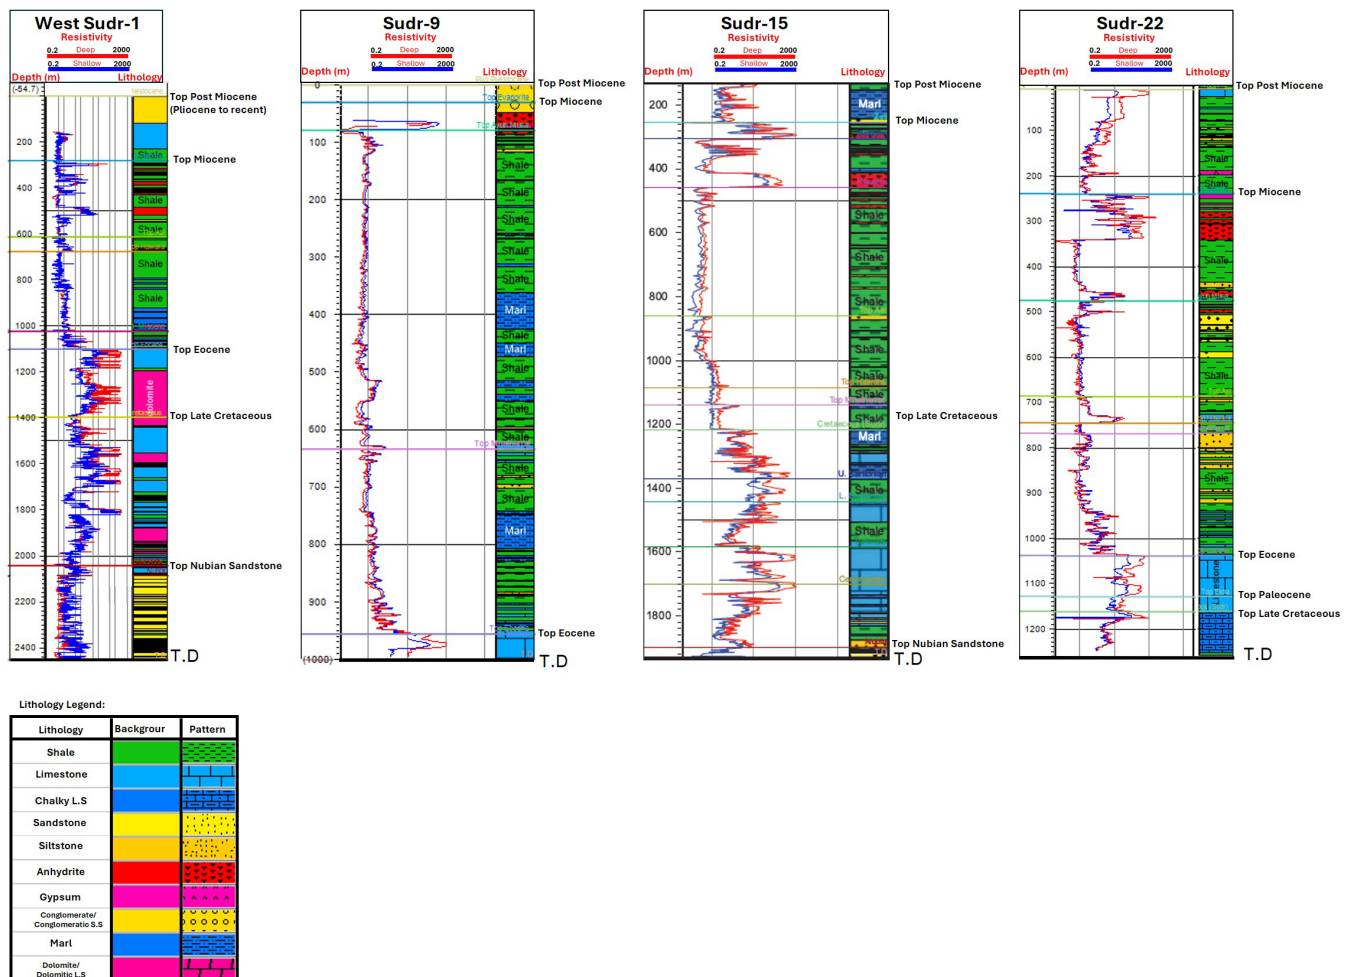 West Sudr-1
Resistivity
0.2 Deep 2000
0.2 Shallow 2000
Depth (m) Lithology
(-54.7)
200
400
600
800
1000
1200
1400
1600
1800
2000
2200
2400
Shale
Shale
Shale
Shale
Shale
Top Post Miocene
(Pliocene to recent)
Top Miocene
Top Eocene
Top Late Cretaceous
Top Nubian Sandstone
T.D
Sudr-9
Resistivity
0.2 Deep 2000
0.2 Shallow 2000
Depth (m) Lithology
0
100
200
300
400
500
600
700
800
900
(1000)
Top Evaporite
Shale
Shale
Shale
Shale
Shale
Marl
Shale
Marl
Shale
Shale
Shale
Shale
Marl
Top Post Miocene
Top Miocene
Top Eocene
T.D
Sudr-15
Resistivity
0.2 Deep 2000
0.2 Shallow 2000
Depth (m) Lithology
200
400
600
800
1000
1200
1400
1600
1800
Marl
Shale
Shale
Shale
Shale
Shale
Shale
Shale
Marl
Shale
Shale
Top Post Miocene
Top Miocene
Top Late Cretaceous
Top Nubian Sandstone
T.D
Sudr-22
Resistivity
0.2 Deep 2000
0.2 Shallow 2000
Depth (m) Lithology
0
100
200
300
400
500
600
700
800
900
1000
1100
1200
Shale
Shale
Shale
Shale
Shale
Top Post Miocene
Top Miocene
Top Eocene
Top Paleocene
Top Late Cretaceous
T.D
Lithology Legend:
Lithology Backgrour Pattern
Shale
Limestone
Chalky L.S
Sandstone
Siltstone
Anhydrite
Gypsum
Conglomerate/
Conglomeratic S.S
Marl
Dolomite/
Dolomitic L.S